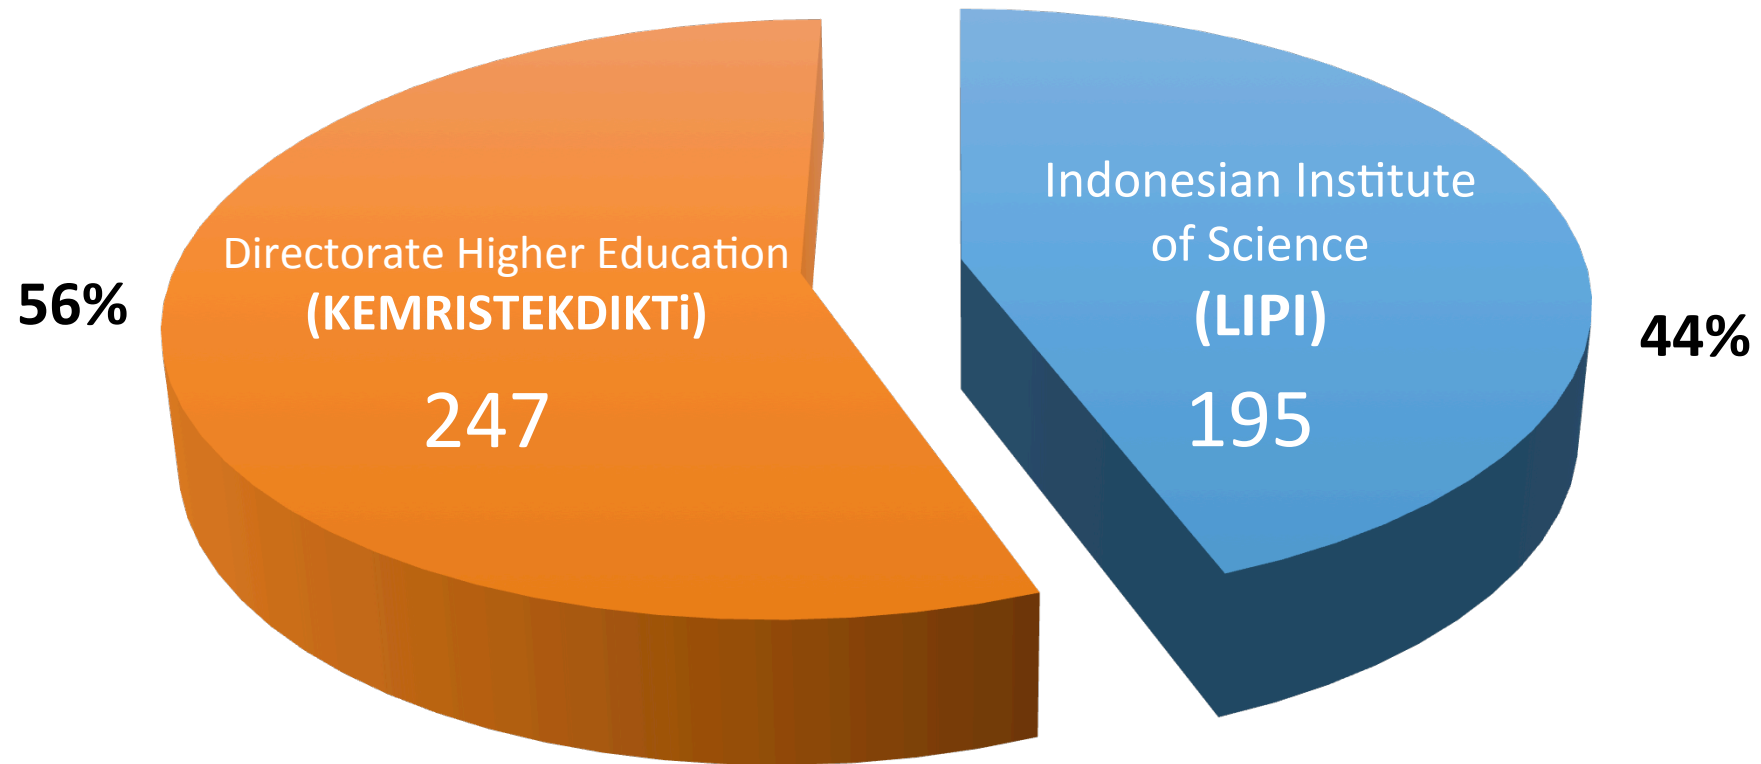 56%
Directorate Higher Education
(KEMRISTEKDIKTi)
247
Indonesian Institute
of Science
(LIPI)
195
44%